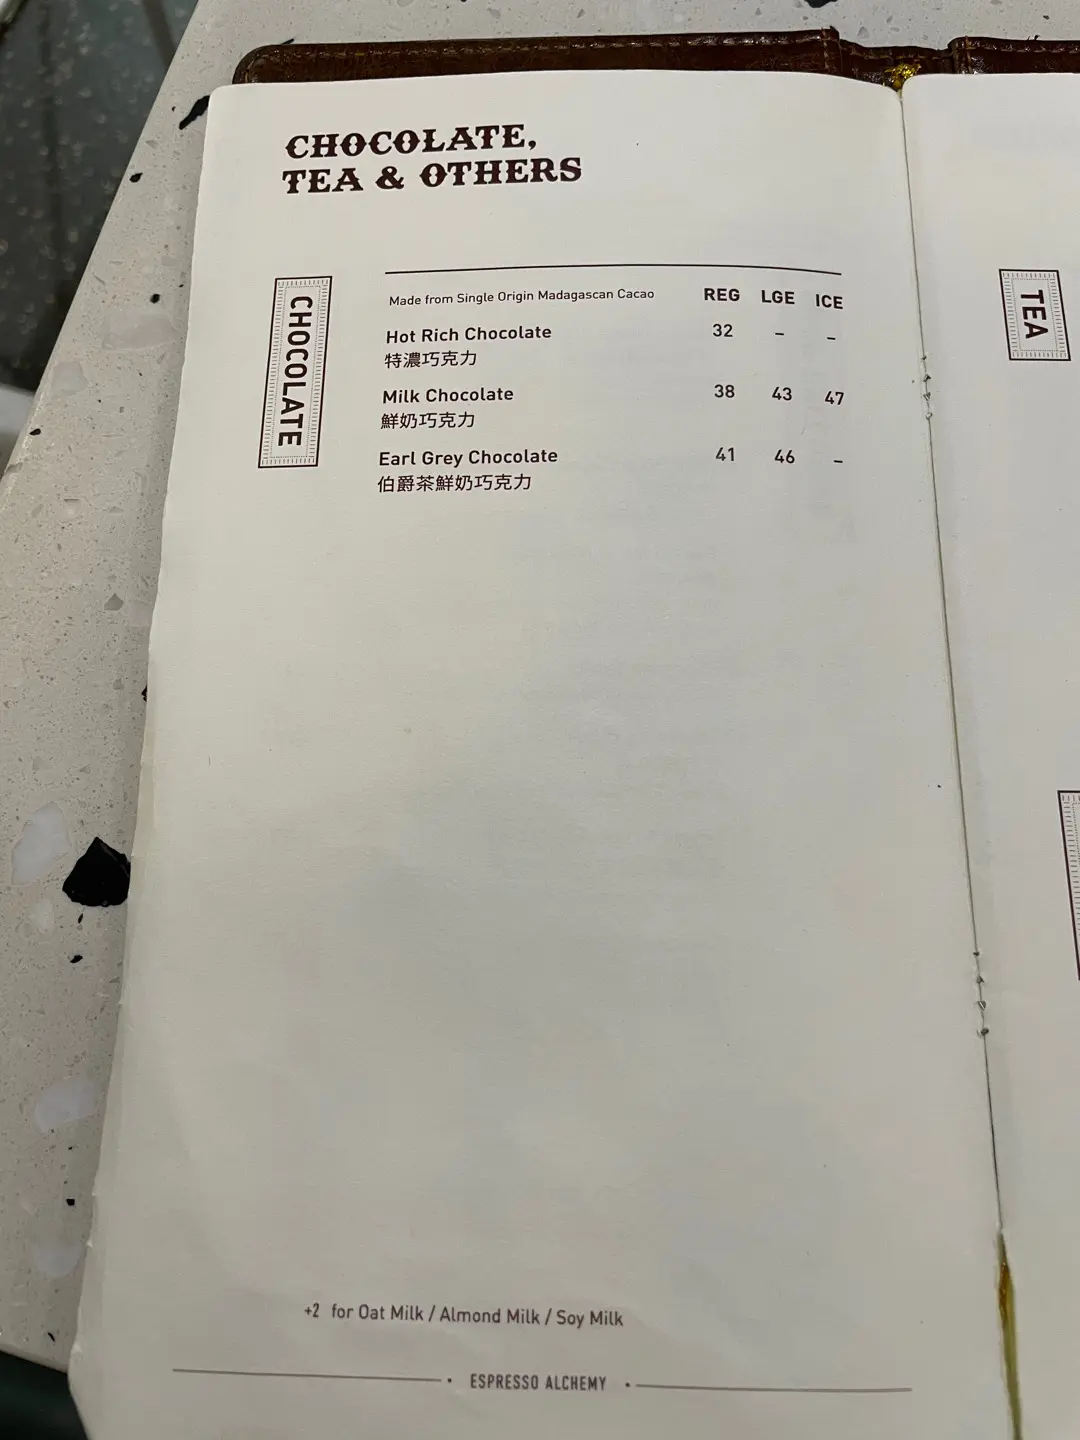 CHOCOLATE,
TEA & OTHERS
CHOCOLATE
Made from Single Origin Madagascan Cacao REG LGE ICE
Hot Rich Chocolate 32 – –
特濃巧克力
Milk Chocolate 38 43 47
鮮奶巧克力
Earl Grey Chocolate 41 46 –
伯爵茶鮮奶巧克力
+2 for Oat Milk / Almond Milk / Soy Milk
• ESPRESSO ALCHEMY •
TEA